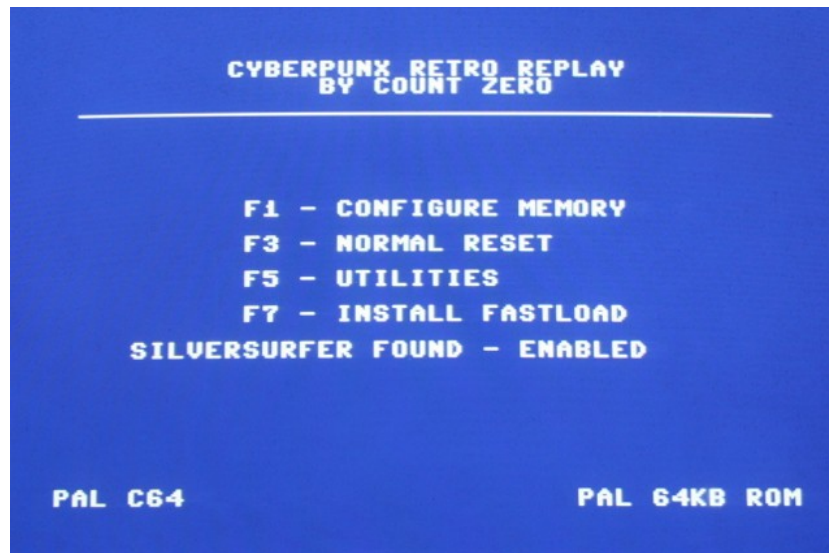 CYBERPUNX RETRO REPLAY
BY COUNT ZERO
F1 - CONFIGURE MEMORY
F3 - NORMAL RESET
F5 - UTILITIES
F7 - INSTALL FASTLOAD
SILVERSURFER FOUND - ENABLED
PAL C64
PAL 64KB ROM